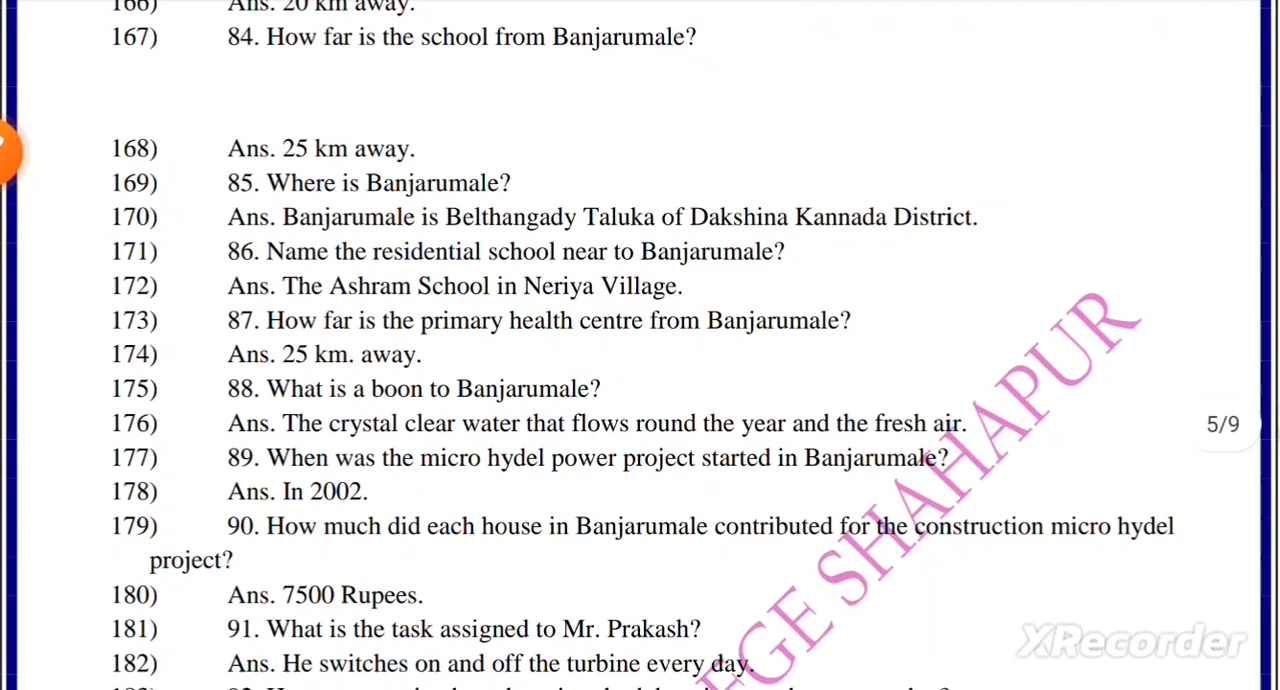 166) Ans. 20 km away.
167) 84. How far is the school from Banjarumale?
168) Ans. 25 km away.
169) 85. Where is Banjarumale?
170) Ans. Banjarumale is Belthangady Taluka of Dakshina Kannada District.
171) 86. Name the residential school near to Banjarumale?
172) Ans. The Ashram School in Neriya Village.
173) 87. How far is the primary health centre from Banjarumale?
174) Ans. 25 km. away.
175) 88. What is a boon to Banjarumale?
176) Ans. The crystal clear water that flows round the year and the fresh air.
5/9
177) 89. When was the micro hydel power project started in Banjarumale?
178) Ans. In 2002.
179) 90. How much did each house in Banjarumale contributed for the construction micro hydel
project?
180) Ans. 7500 Rupees.
181) 91. What is the task assigned to Mr. Prakash?
182) Ans. He switches on and off the turbine every day.
EGE SHAHAPUR
XRecorder